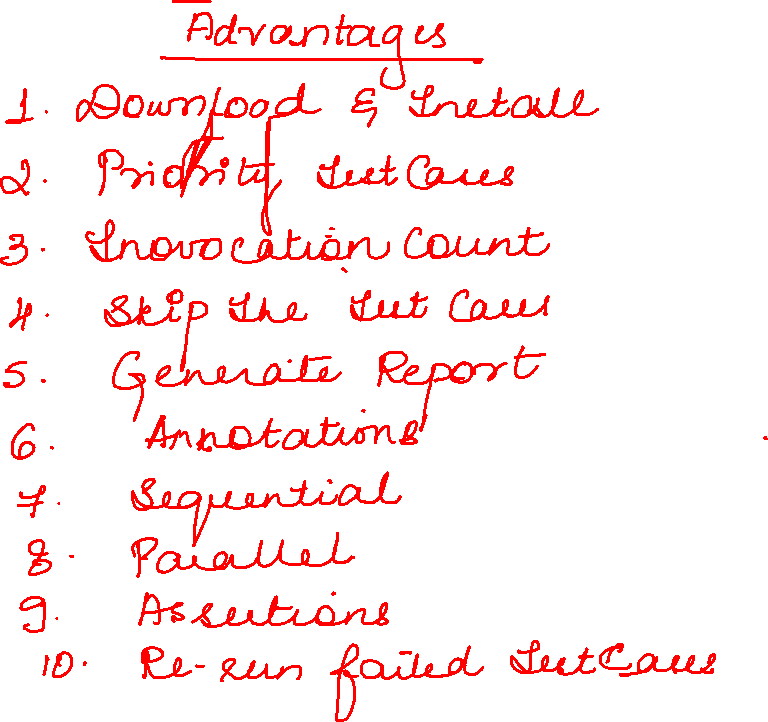 Advantages
1. Download & Install
2. Priority Test Cases
3. Inovocation Count
4. Skip the Test Cases
5. Generate Report
6. Annotations
7. Sequential
8. Parallel
9. Assertions
10. Re-run failed Test Cases